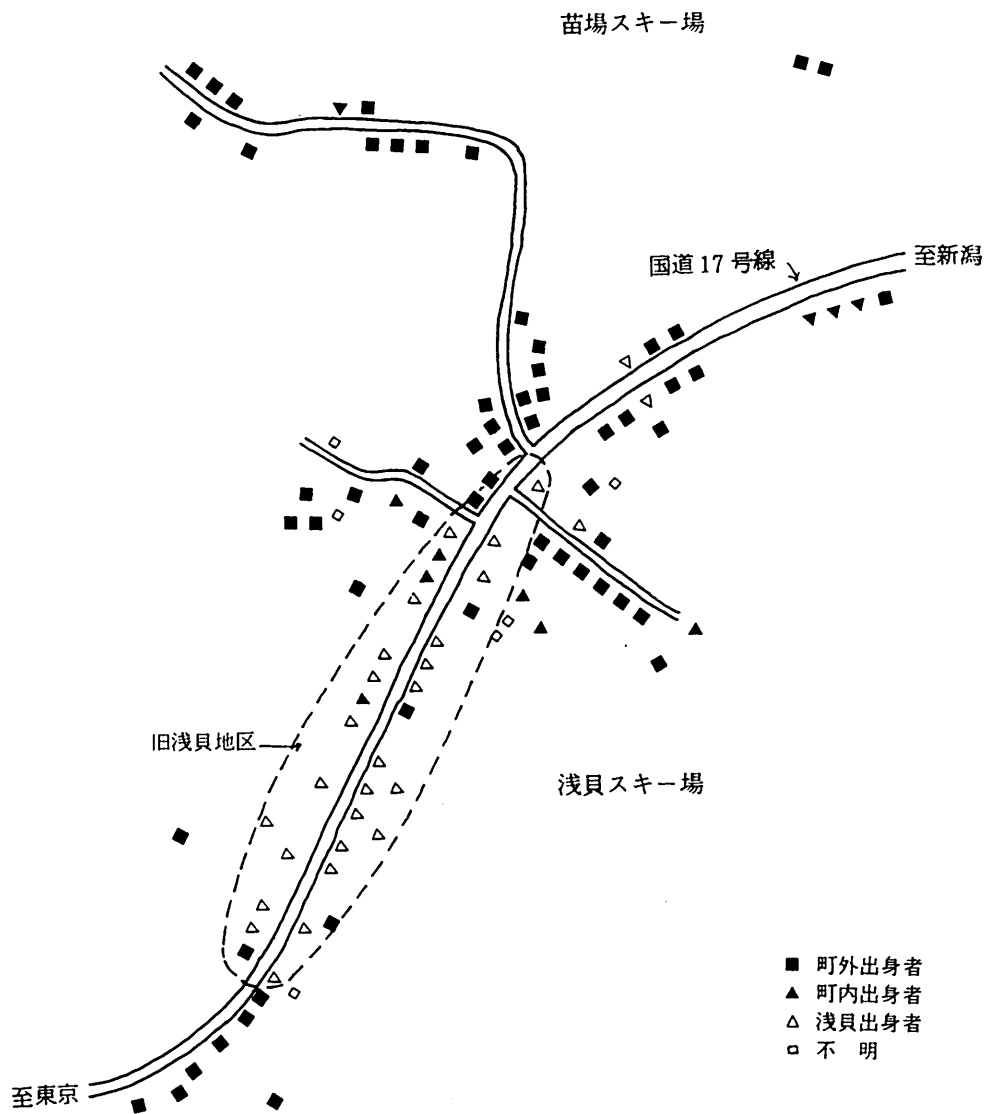 苗場スキー場
国道17号線
至新潟
旧浅貝地区
浅貝スキー場
町外出身者
町内出身者
浅貝出身者
不 明
至東京